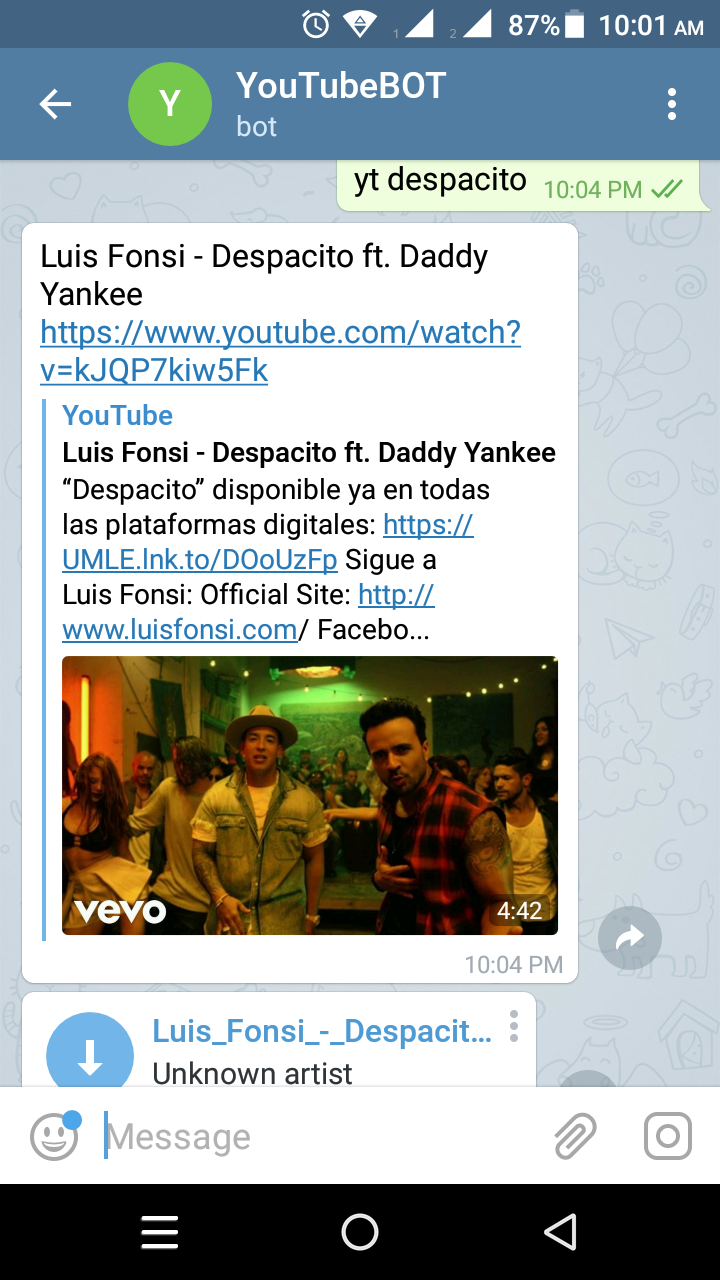 1 2 87% 10:01 AM
Y YouTubeBOT
bot
yt despacito 10:04 PM
Luis Fonsi - Despacito ft. Daddy
Yankee
https://www.youtube.com/watch?
v=kJQP7kiw5Fk
YouTube
Luis Fonsi - Despacito ft. Daddy Yankee
“Despacito” disponible ya en todas
las plataformas digitales: https://
UMLE.lnk.to/DOoUzFp Sigue a
Luis Fonsi: Official Site: http://
www.luisfonsi.com/ Facebo...
vevo 4:42
10:04 PM
Luis_Fonsi_-_Despacit...
Unknown artist
Message